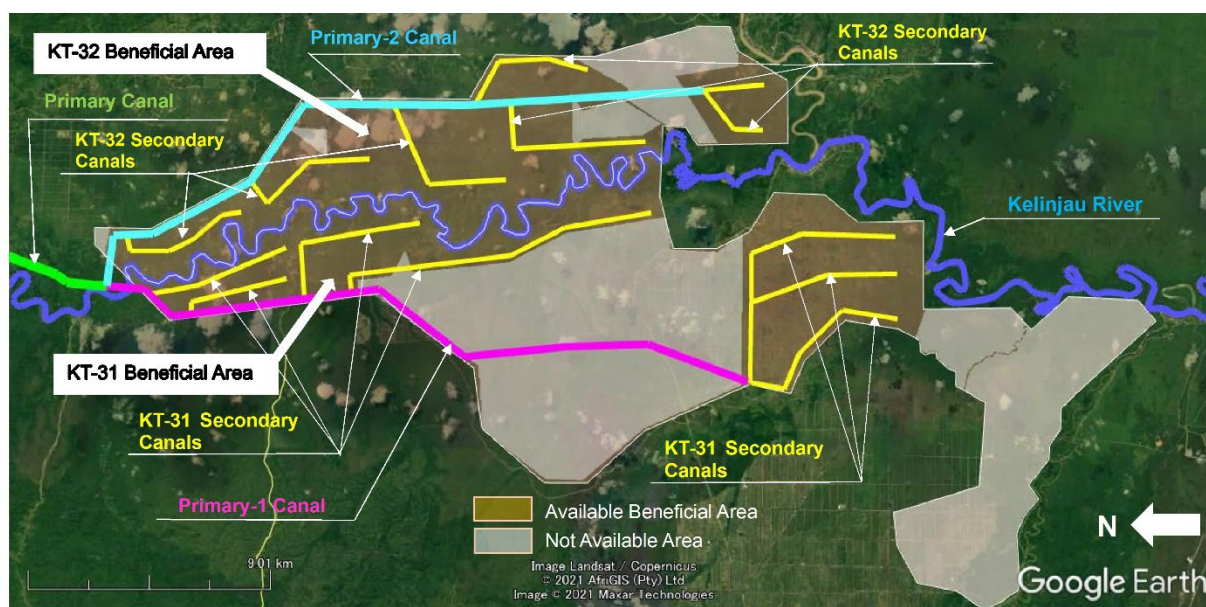 Primary-2 Canal
KT-32 Secondary
Canals
KT-32 Beneficial Area
Primary Canal
KT-32 Secondary
Canals
Kelinjau River
KT-31 Beneficial Area
KT-31 Secondary
Canals
KT-31 Secondary
Canals
Primary-1 Canal
Available Beneficial Area
Not Available Area
N
9.01 km
Image Landsat / Copernicus
© 2021 AfriGIS (Pty) Ltd.
Image © 2021 Maxar Technologies
Google Earth